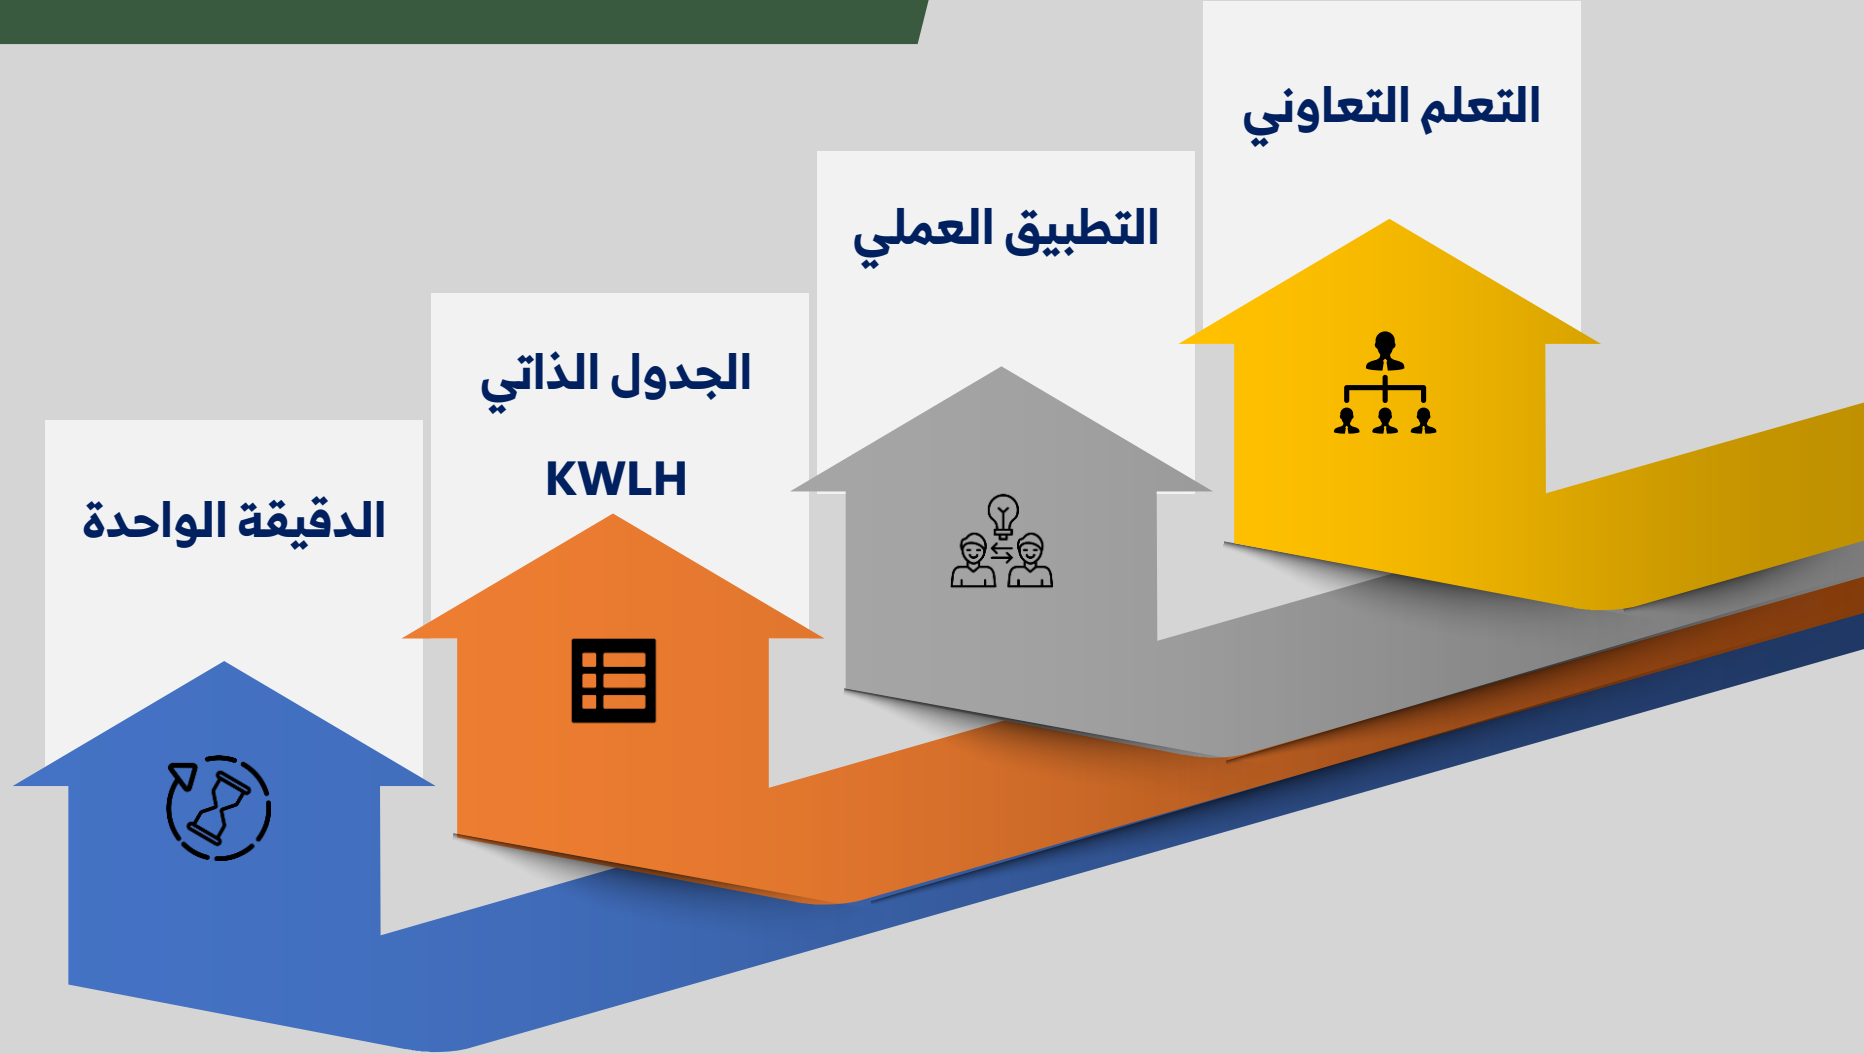 التعلم التعاوني
التطبيق العملي
الجدول الذاتي
KWLH
الدقيقة الواحدة